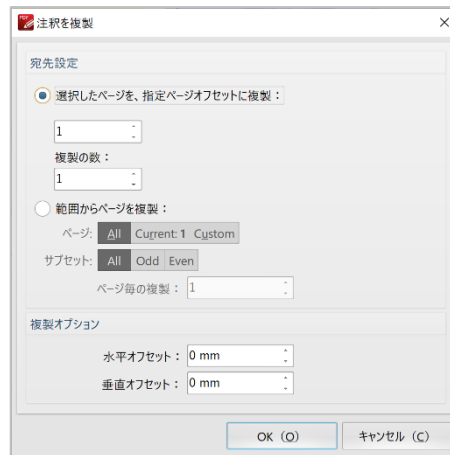 注釈を複製
宛先設定
選択したページを、指定ページオフセットに複製：
1
複製の数：
1
範囲からページを複製：
ページ: All Current: 1 Custom
サブセット: All Odd Even
ページ毎の複製： 1
複製オプション
水平オフセット： 0 mm
垂直オフセット： 0 mm
OK（O） キャンセル（C）